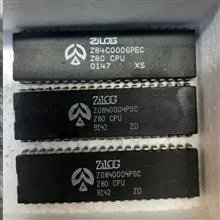 ZiLOG
Z84C0006PEC
Z80 CPU
0147 XS
ZiLOG
Z0840004PSC
Z80 CPU
9142 ZD
ZiLOG
Z0840004PSC
Z80 CPU
9142 ZD